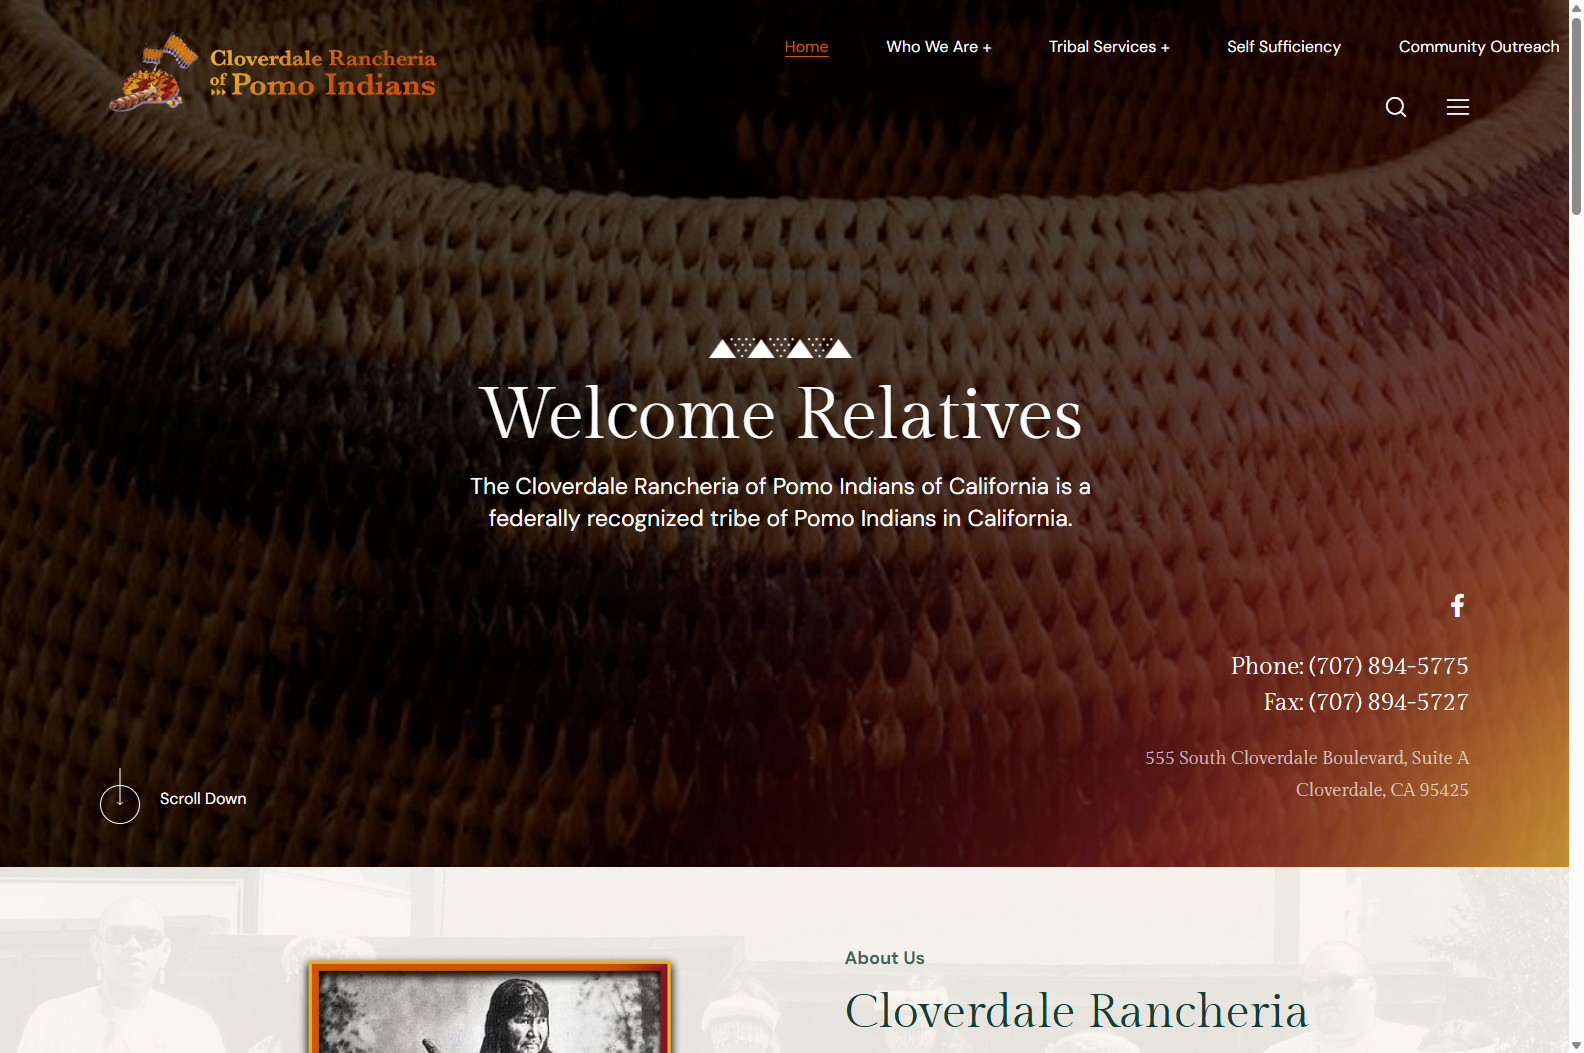 Cloverdale Rancheria
of Pomo Indians
Home
Who We Are +
Tribal Services +
Self Sufficiency
Community Outreach
Welcome Relatives
The Cloverdale Rancheria of Pomo Indians of California is a
federally recognized tribe of Pomo Indians in California.
Phone: (707) 894-5775
Fax: (707) 894-5727
555 South Cloverdale Boulevard, Suite A
Cloverdale, CA 95425
Scroll Down
About Us
Cloverdale Rancheria